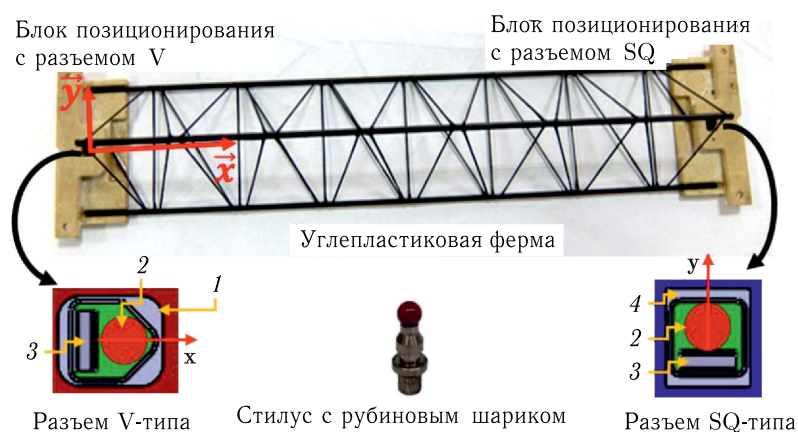 Блок позиционирования
с разъемом V
Блок позиционирования
с разъемом SQ
y
x
Углепластиковая ферма
2
1
3
x
y
4
2
3
Разъем V-типа
Стилус с рубиновым шариком
Разъем SQ-типа